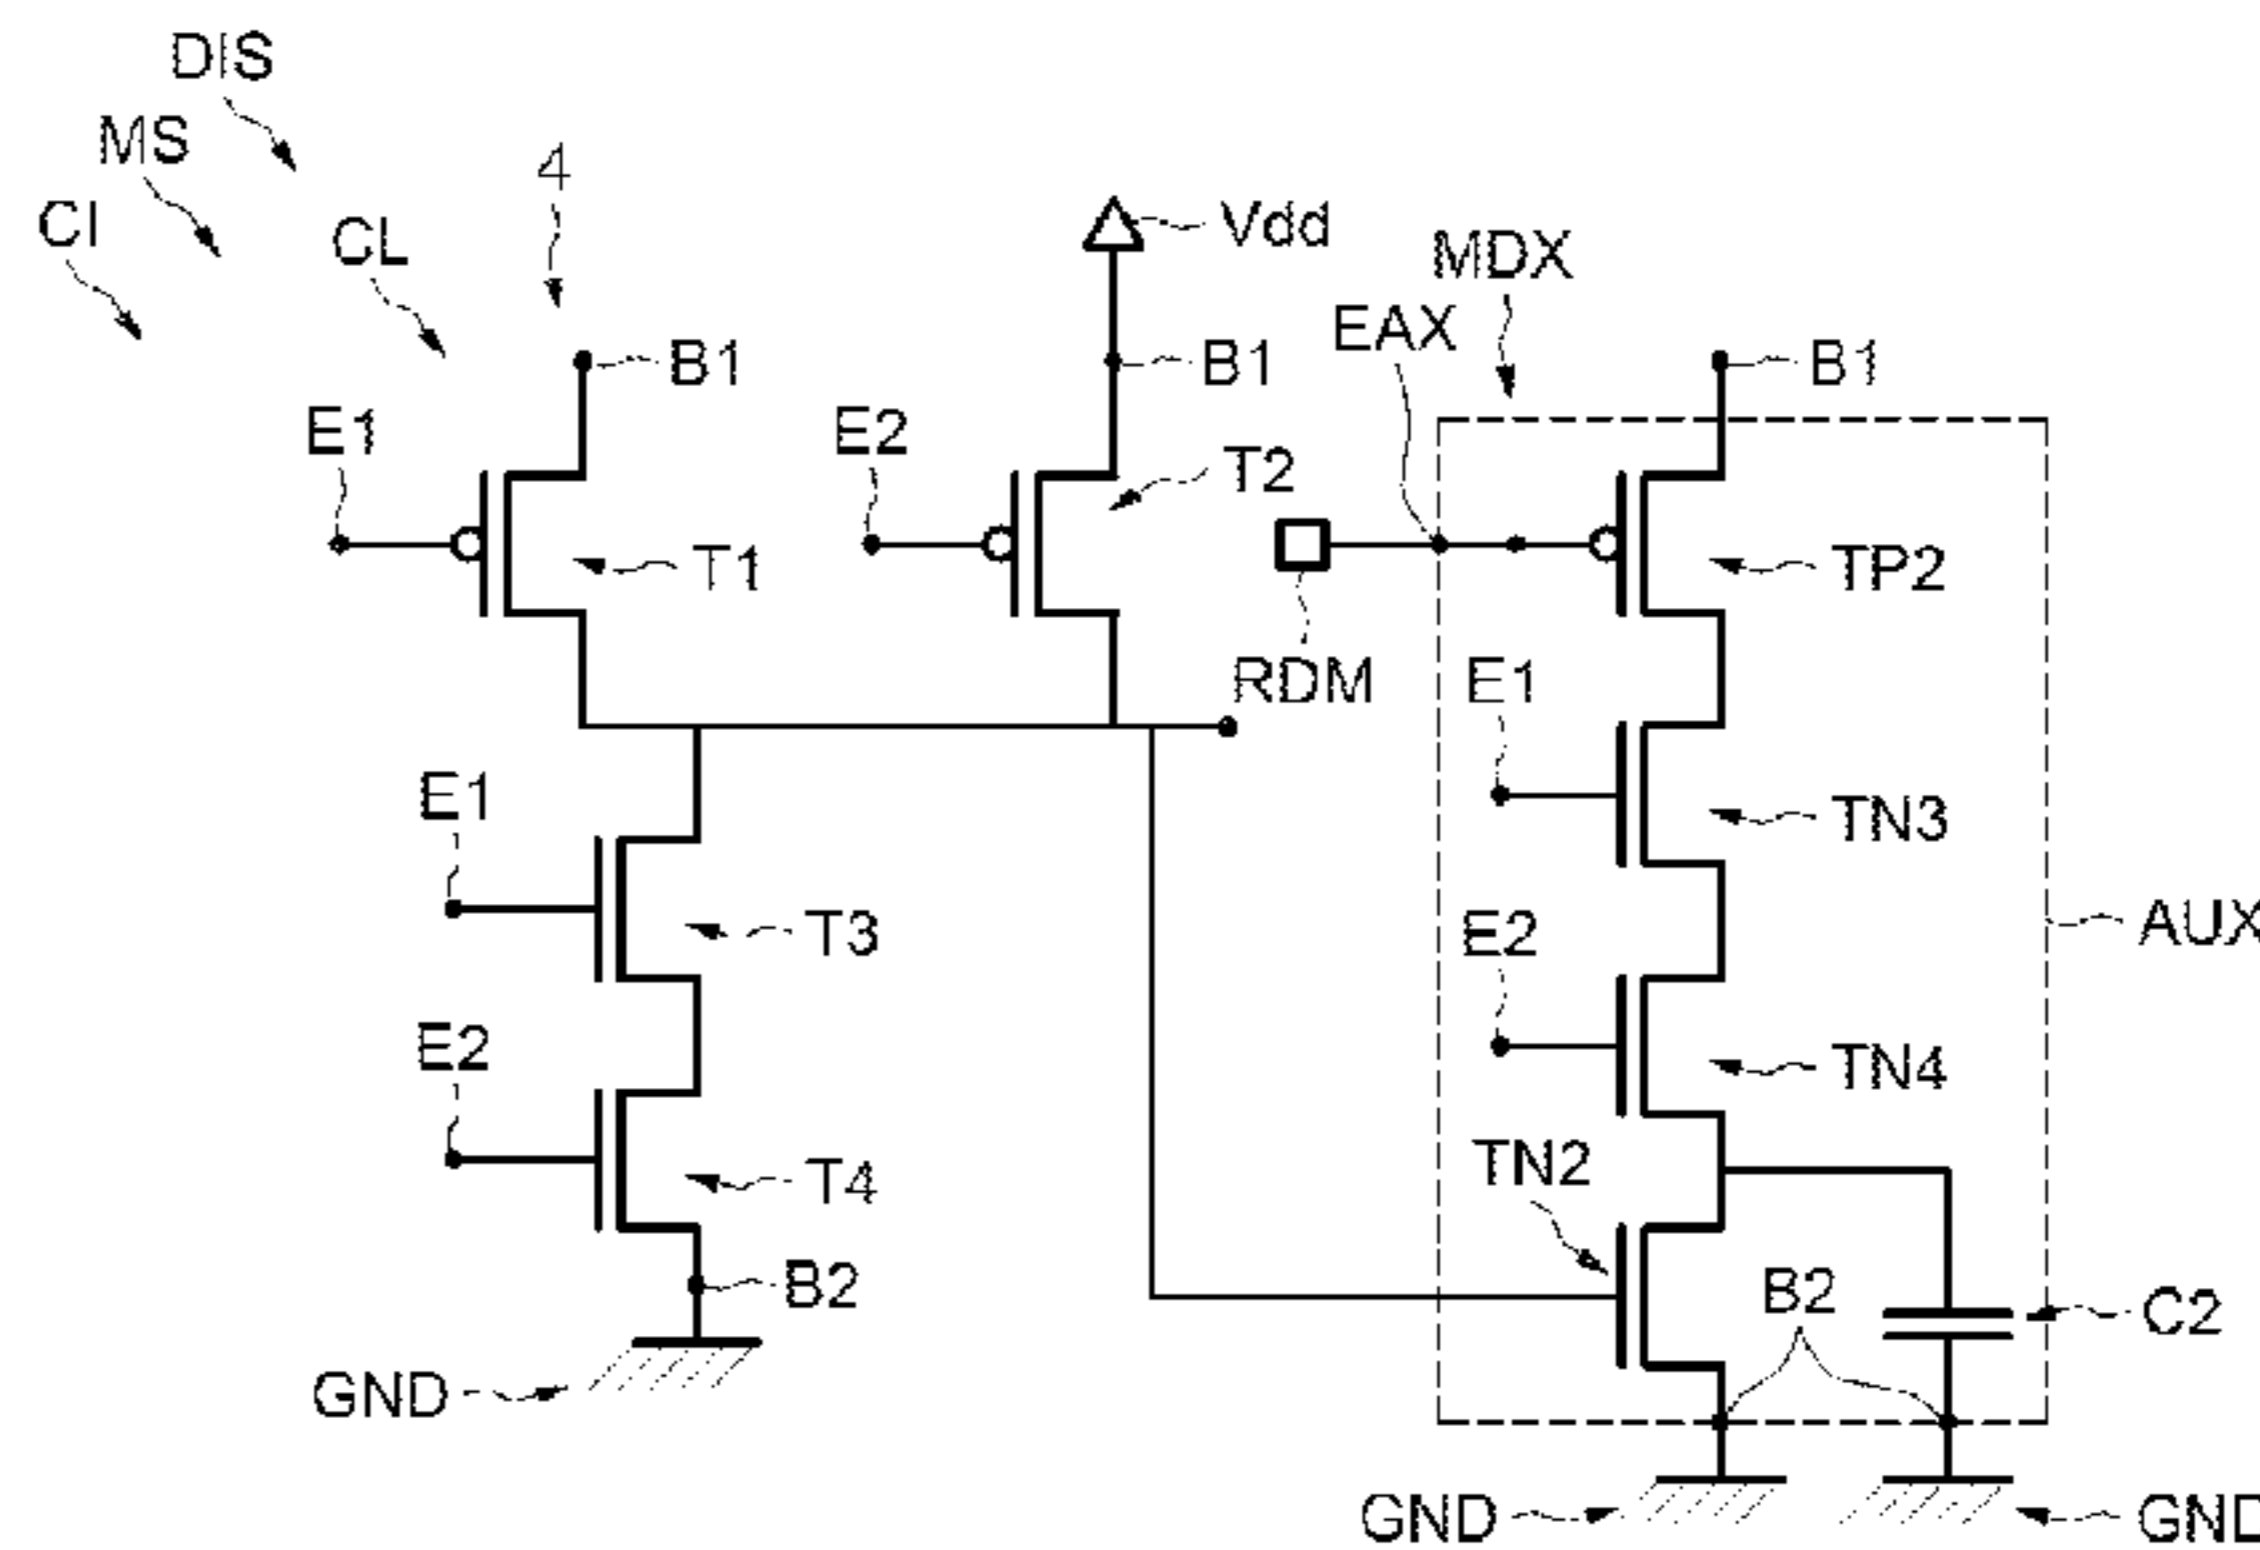 DIS
MS
CI
CL
4
Vdd
MDX
EAX
B1
B1
B1
E1
E2
T2
T1
TP2
RDM
E1
E1
TN3
T3
E2
AUX
E2
TN4
T4
TN2
B2
B2
C2
GND
GND
GND